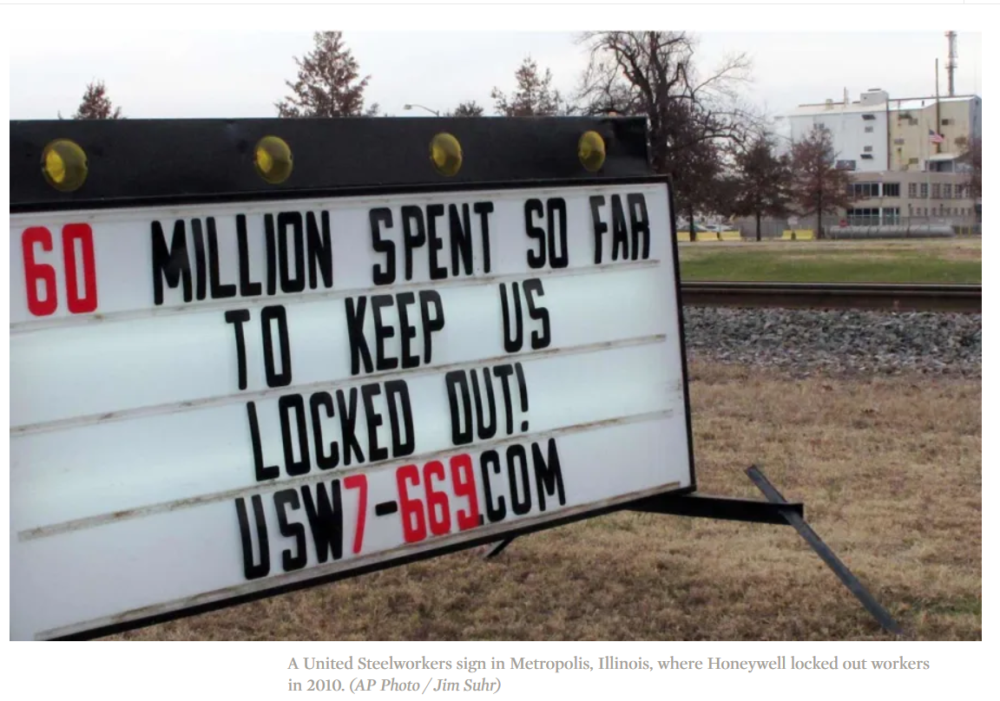 60 MILLION SPENT SO FAR
TO KEEP US
LOCKED OUT!
USW7-669.COM
A United Steelworkers sign in Metropolis, Illinois, where Honeywell locked out workers
in 2010. (AP Photo / Jim Suhr)